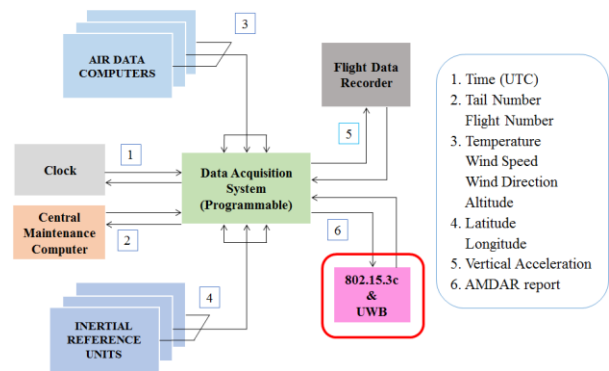 3
AIR DATA
COMPUTERS
Flight Data
Recorder
5
1
Clock
Data Acquisition
System
(Programmable)
Central
Maintenance
Computer
2
6
4
802.15.3c
&
UWB
INERTIAL
REFERENCE
UNITS
1. Time (UTC)
2. Tail Number
Flight Number
3. Temperature
Wind Speed
Wind Direction
Altitude
4. Latitude
Longitude
5. Vertical Acceleration
6. AMDAR report